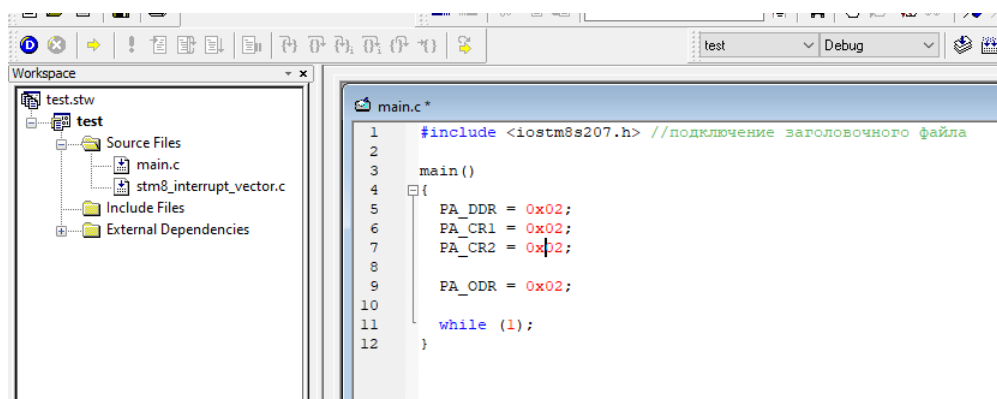 test Debug
Workspace
test.stw
test
Source Files
main.c
stm8_interrupt_vector.c
Include Files
External Dependencies
main.c *
1 #include <iostm8s207.h> //подключение заголовочного файла
2
3 main()
4 {
5 PA_DDR = 0x02;
6 PA_CR1 = 0x02;
7 PA_CR2 = 0x02;
8
9 PA_ODR = 0x02;
10
11 while (1);
12 }